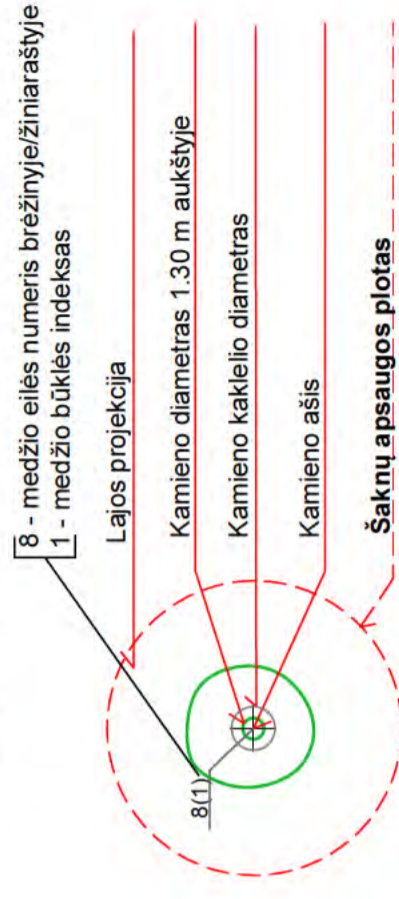 8 - medžio eilės numeris brėžinyje/žiniaraštyje
1 - medžio būklės indeksas
Lajos projekcija
Kamieno diametras 1.30 m aukštyje
Kamieno kaklelio diametras
Kamieno ašis
Šaknų apsaugos plotas
8(1)